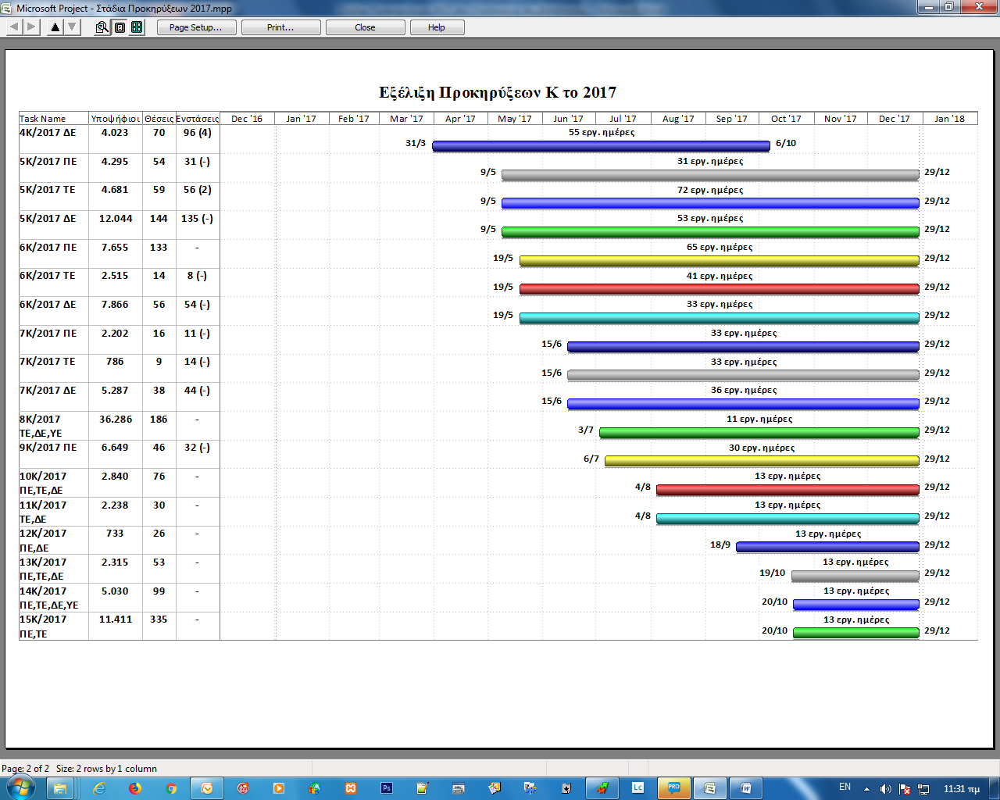 Microsoft Project - Στάδια Προκηρύξεων 2017.mpp
Page Setup... Print... Close Help
Εξέλιξη Προκηρύξεων Κ το 2017
Task Name Υποψήφιοι Θέσεις Ενστάσεις Dec '16 Jan '17 Feb '17 Mar '17 Apr '17 May '17 Jun '17 Jul '17 Aug '17 Sep '17 Oct '17 Nov '17 Dec '17 Jan '18
4Κ/2017 ΔΕ 4.023 70 96 (4) 55 εργ. ημέρες
31/3 6/10
5Κ/2017 ΠΕ 4.295 54 31 (-) 31 εργ. ημέρες
9/5 29/12
5Κ/2017 ΤΕ 4.681 59 56 (2) 72 εργ. ημέρες
9/5 29/12
5Κ/2017 ΔΕ 12.044 144 135 (-) 53 εργ. ημέρες
9/5 29/12
6Κ/2017 ΠΕ 7.655 133 - 65 εργ. ημέρες
19/5 29/12
6Κ/2017 ΤΕ 2.515 14 8 (-) 41 εργ. ημέρες
19/5 29/12
6Κ/2017 ΔΕ 7.866 56 54 (-) 33 εργ. ημέρες
19/5 29/12
7Κ/2017 ΠΕ 2.202 16 11 (-) 33 εργ. ημέρες
15/6 29/12
7Κ/2017 ΤΕ 786 9 14 (-) 33 εργ. ημέρες
15/6 29/12
7Κ/2017 ΔΕ 5.287 38 44 (-) 36 εργ. ημέρες
15/6 29/12
8Κ/2017 36.286 186 - 11 εργ. ημέρες
ΤΕ,ΔΕ,ΥΕ 3/7 29/12
9Κ/2017 ΠΕ 6.649 46 32 (-) 30 εργ. ημέρες
6/7 29/12
10Κ/2017 2.840 76 - 13 εργ. ημέρες
ΠΕ,ΤΕ,ΔΕ 4/8 29/12
11Κ/2017 2.238 30 - 13 εργ. ημέρες
ΤΕ,ΔΕ 4/8 29/12
12Κ/2017 733 26 - 13 εργ. ημέρες
ΠΕ,ΔΕ 18/9 29/12
13Κ/2017 2.315 53 - 13 εργ. ημέρες
ΠΕ,ΤΕ,ΔΕ 19/10 29/12
14Κ/2017 5.030 99 - 13 εργ. ημέρες
ΠΕ,ΤΕ,ΔΕ,ΥΕ 20/10 29/12
15Κ/2017 11.411 335 - 13 εργ. ημέρες
ΠΕ,ΤΕ 20/10 29/12
Page: 2 of 2 Size: 2 rows by 1 column
Ps LC PRO EN 11:31 πμ